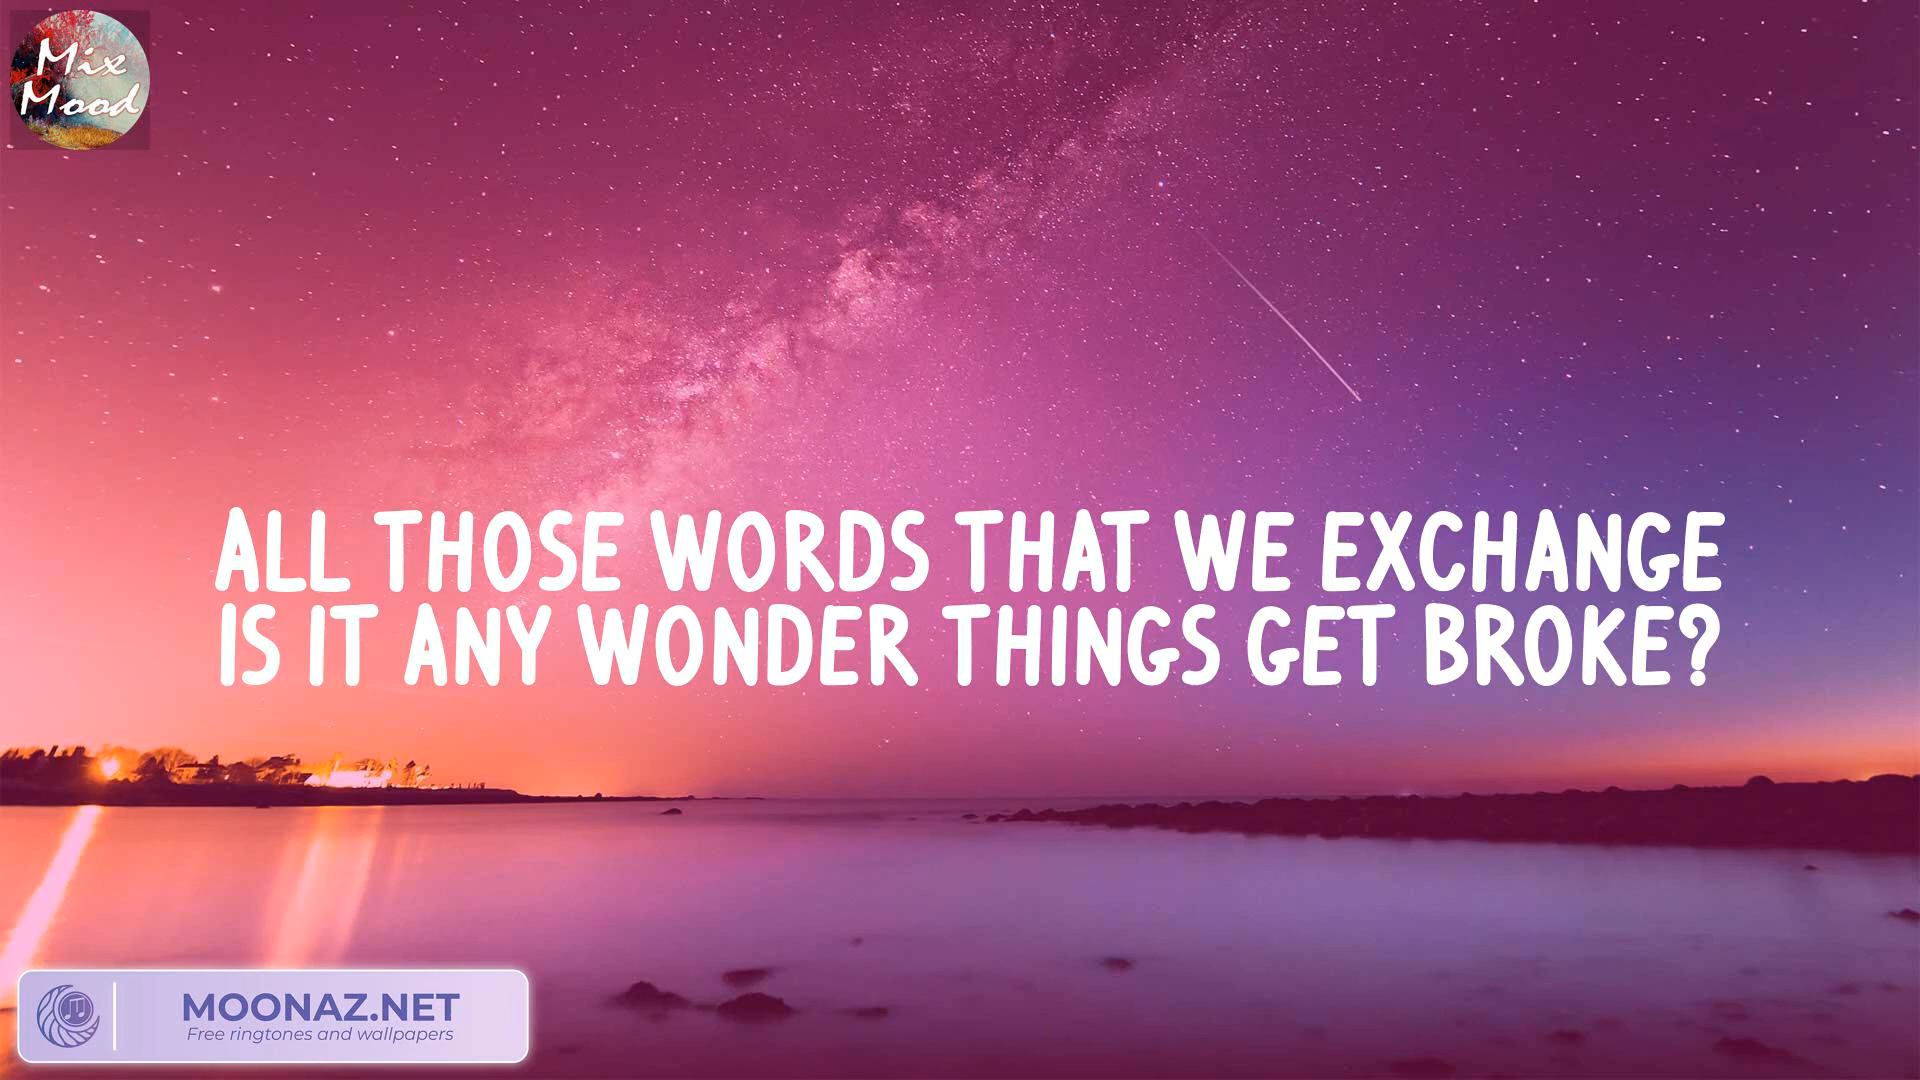 Mix
Mood
ALL THOSE WORDS THAT WE EXCHANGE
IS IT ANY WONDER THINGS GET BROKE?
MOONAZ.NET
Free ringtones and wallpapers